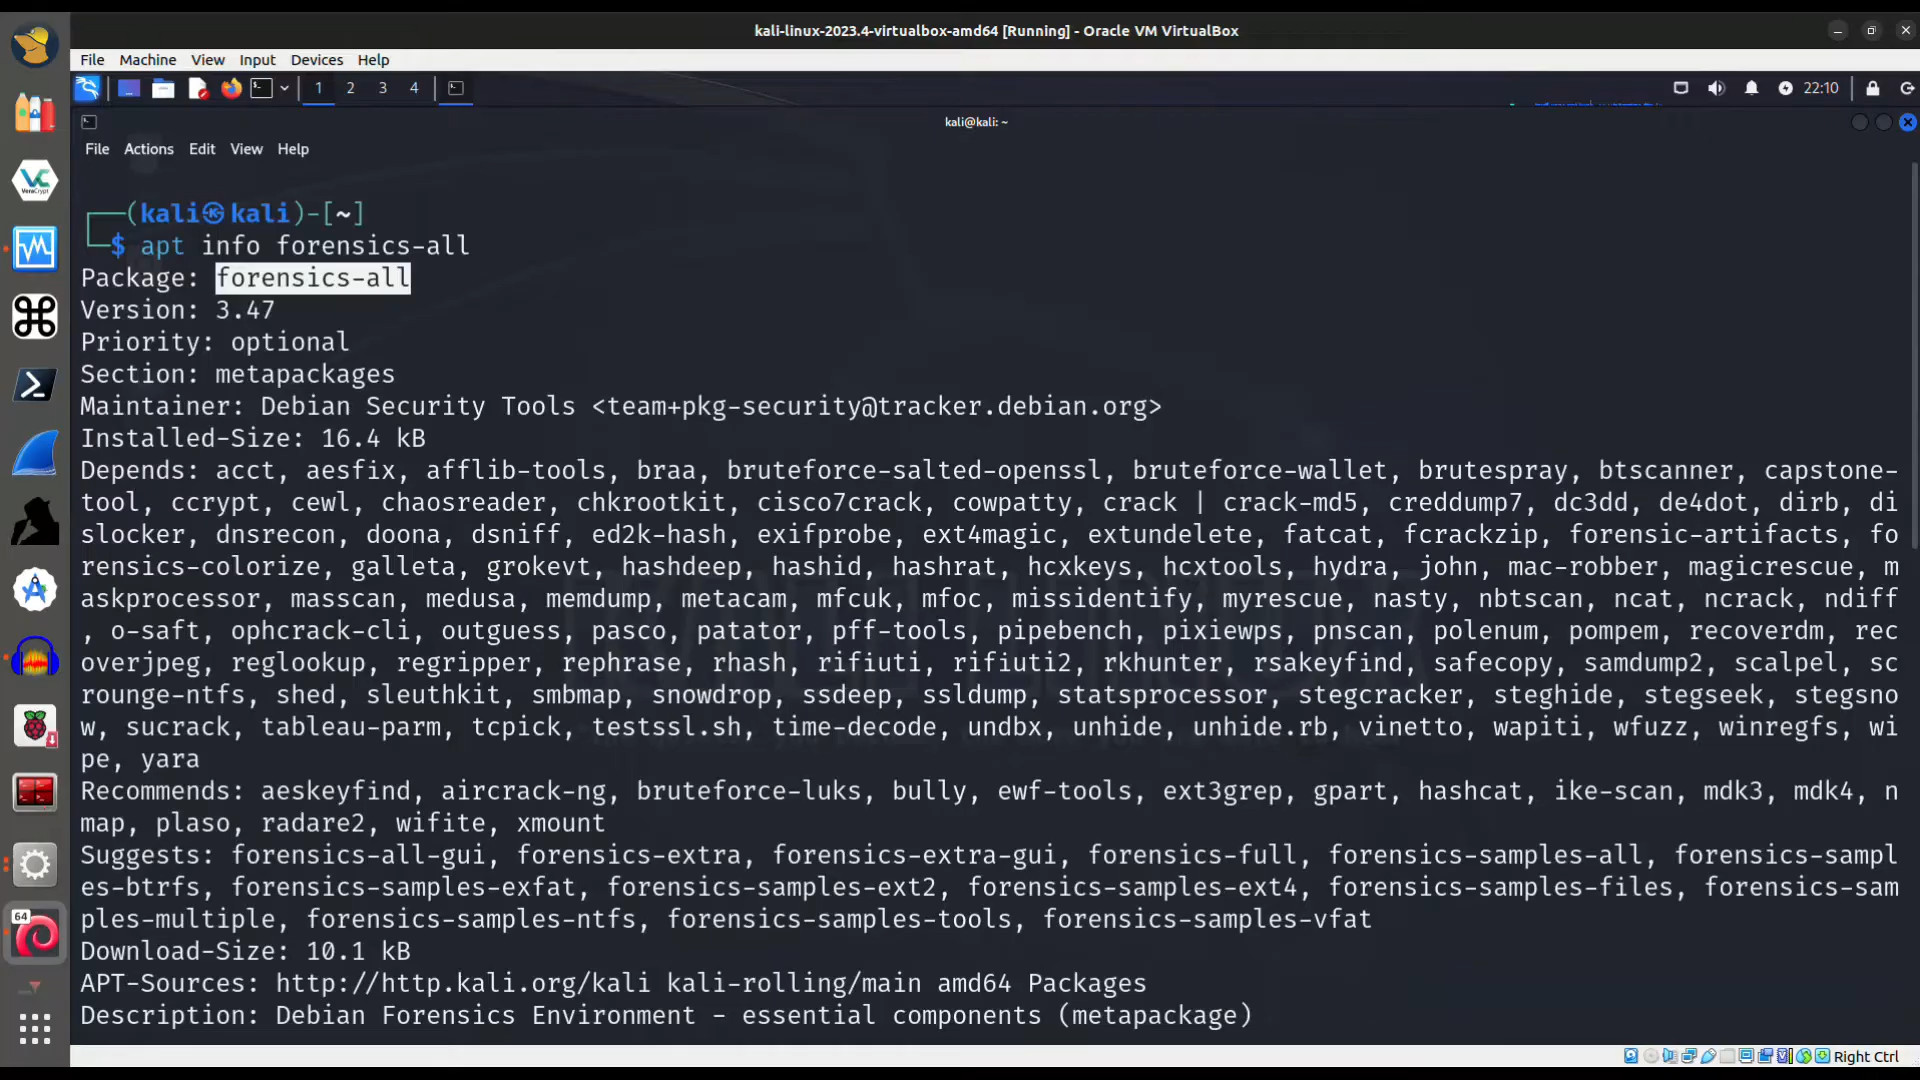 kali-linux-2023.4-virtualbox-amd64 [Running] - Oracle VM VirtualBox
File Machine View Input Devices Help
1 2 3 4 22:10
kali@kali: ~
File Actions Edit View Help
(kali㉿kali)-[~]
$ apt info forensics-all
Package: forensics-all
Version: 3.47
Priority: optional
Section: metapackages
Maintainer: Debian Security Tools <team+pkg-security@tracker.debian.org>
Installed-Size: 16.4 kB
Depends: acct, aesfix, afflib-tools, braa, bruteforce-salted-openssl, bruteforce-wallet, brutespray, btscanner, capstone-
tool, ccrypt, cewl, chaosreader, chkrootkit, cisco7crack, cowpatty, crack | crack-md5, creddump7, dc3dd, de4dot, dirb, di
slocker, dnsrecon, doona, dsniff, ed2k-hash, exifprobe, ext4magic, extundelete, fatcat, fcrackzip, forensic-artifacts, fo
rensics-colorize, galleta, grokevt, hashdeep, hashid, hashrat, hcxkeys, hcxtools, hydra, john, mac-robber, magicrescue, m
askprocessor, masscan, medusa, memdump, metacam, mfcuk, mfoc, missidentify, myrescue, nasty, nbtscan, ncat, ncrack, ndiff
, o-saft, ophcrack-cli, outguess, pasco, patator, pff-tools, pipebench, pixiewps, pnscan, polenum, pompem, recoverdm, rec
overjpeg, reglookup, regripper, rephrase, rhash, rifiuti, rifiuti2, rkhunter, rsakeyfind, safecopy, samdump2, scalpel, sc
rounge-ntfs, shed, sleuthkit, smbmap, snowdrop, ssdeep, ssldump, statsprocessor, stegcracker, steghide, stegseek, stegsno
w, sucrack, tableau-parm, tcpick, testssl.sh, time-decode, undbx, unhide, unhide.rb, vinetto, wapiti, wfuzz, winregfs, wi
pe, yara
Recommends: aeskeyfind, aircrack-ng, bruteforce-luks, bully, ewf-tools, ext3grep, gpart, hashcat, ike-scan, mdk3, mdk4, n
map, plaso, radare2, wifite, xmount
Suggests: forensics-all-gui, forensics-extra, forensics-extra-gui, forensics-full, forensics-samples-all, forensics-sampl
es-btrfs, forensics-samples-exfat, forensics-samples-ext2, forensics-samples-ext4, forensics-samples-files, forensics-sam
ples-multiple, forensics-samples-ntfs, forensics-samples-tools, forensics-samples-vfat
Download-Size: 10.1 kB
APT-Sources: http://http.kali.org/kali kali-rolling/main amd64 Packages
Description: Debian Forensics Environment - essential components (metapackage)
Right Ctrl
VeraCrypt
64